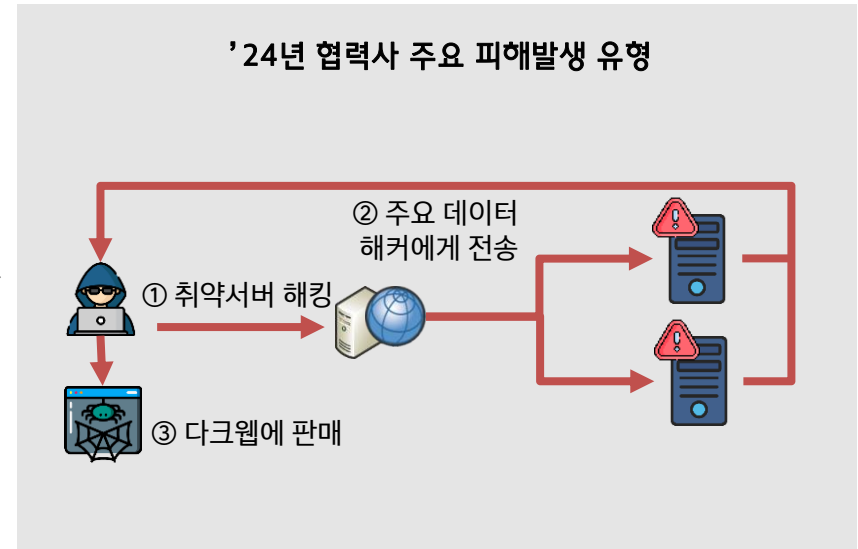 ’24년 협력사 주요 피해발생 유형
② 주요 데이터
해커에게 전송
① 취약서버 해킹
③ 다크웹에 판매